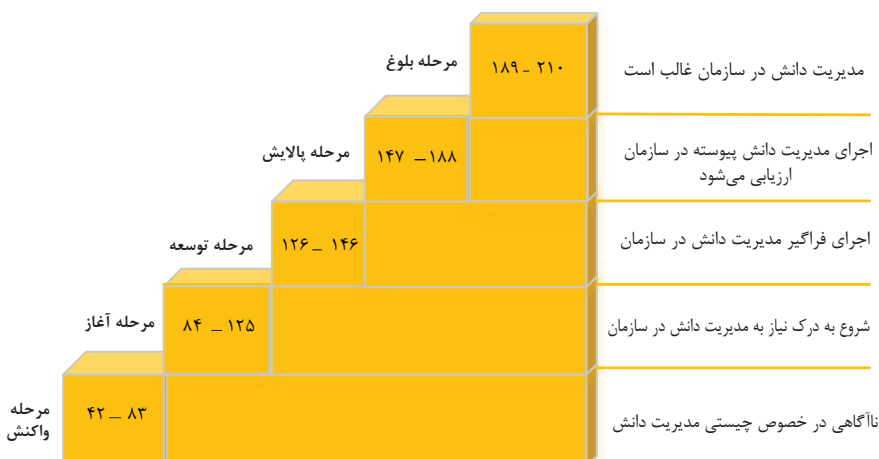 مرحله بلوغ
۱۸۹ - ۲۱۰
مدیریت دانش در سازمان غالب است
مرحله پالایش
۱۴۷ – ۱۸۸
اجرای مدیریت دانش پیوسته در سازمان
ارزیابی می‌شود
مرحله توسعه
۱۲۶ – ۱۴۶
اجرای فراگیر مدیریت دانش در سازمان
مرحله آغاز
۸۴ – ۱۲۵
شروع به درک نیاز به مدیریت دانش در سازمان
مرحله
واکنش
۴۲ – ۸۳
ناآگاهی در خصوص چیستی مدیریت دانش